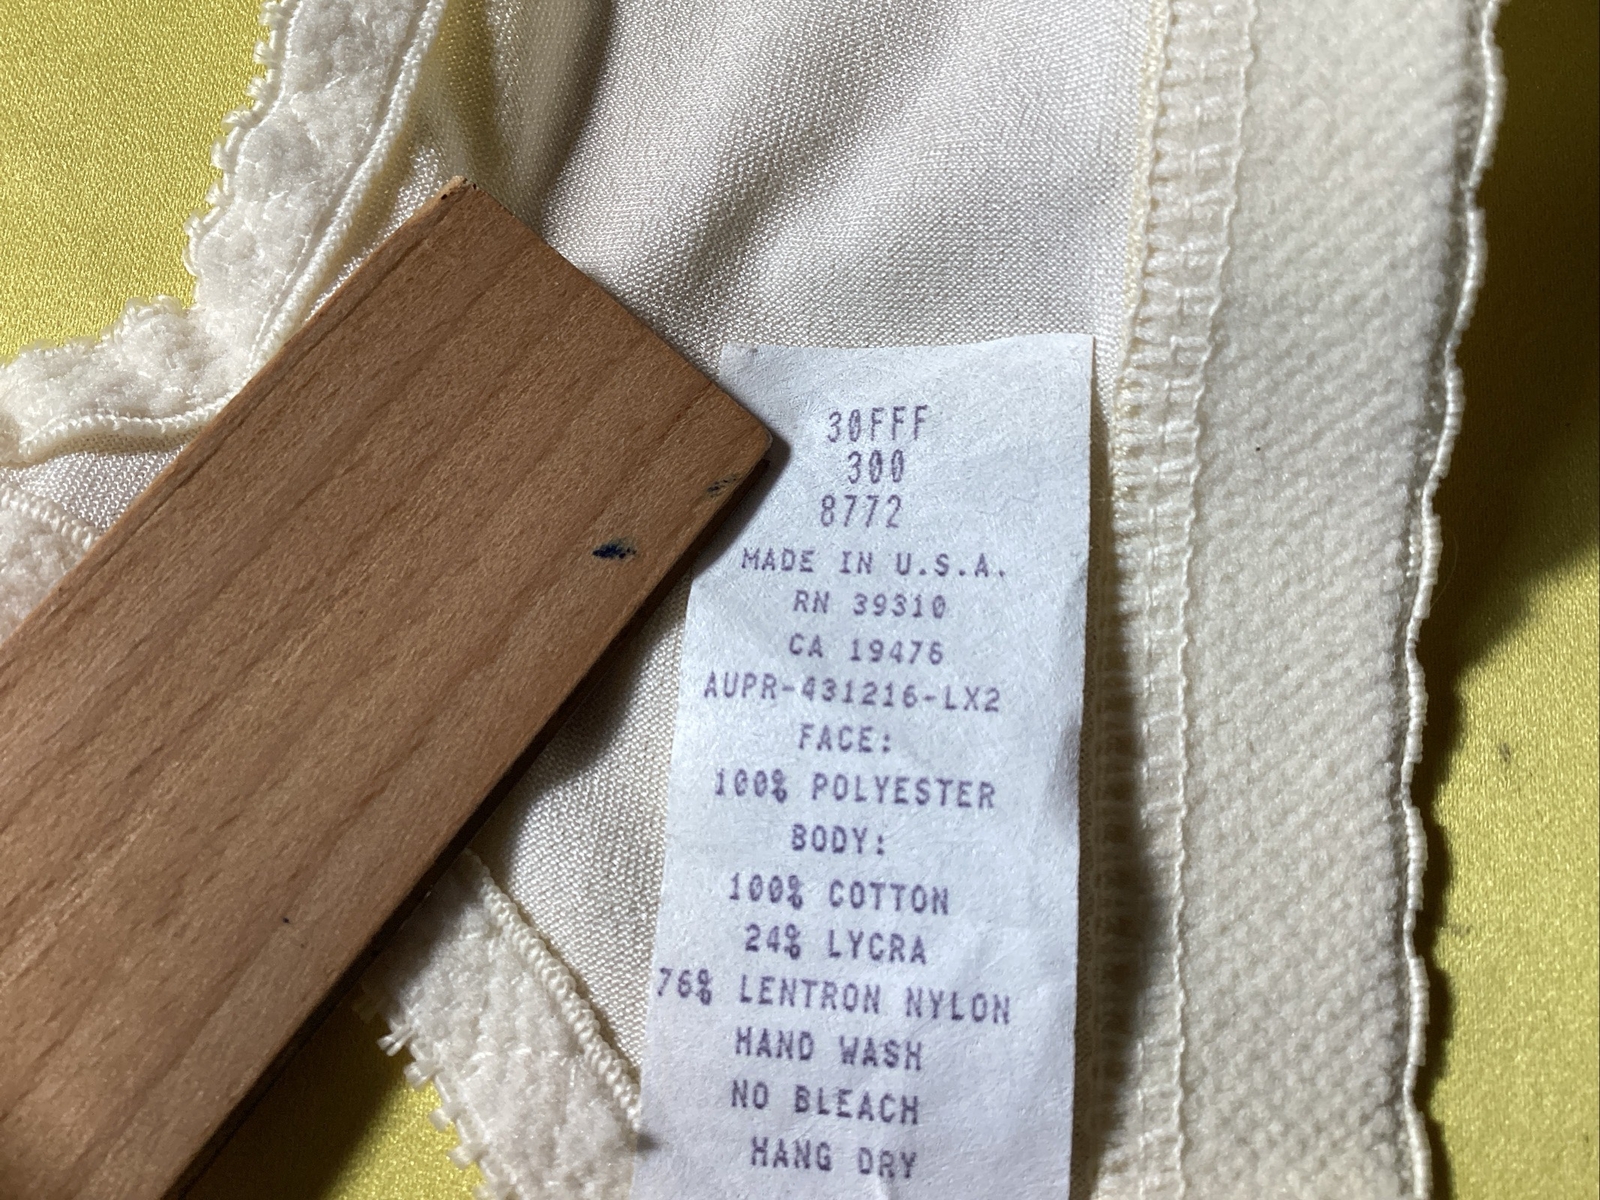 30FFF
300
8772
MADE IN U.S.A.
RN 39310
CA 19476
AUPR-431216-LX2
FACE:
100% POLYESTER
BODY:
100% COTTON
24% LYCRA
76% LENTRON NYLON
HAND WASH
NO BLEACH
HANG DRY